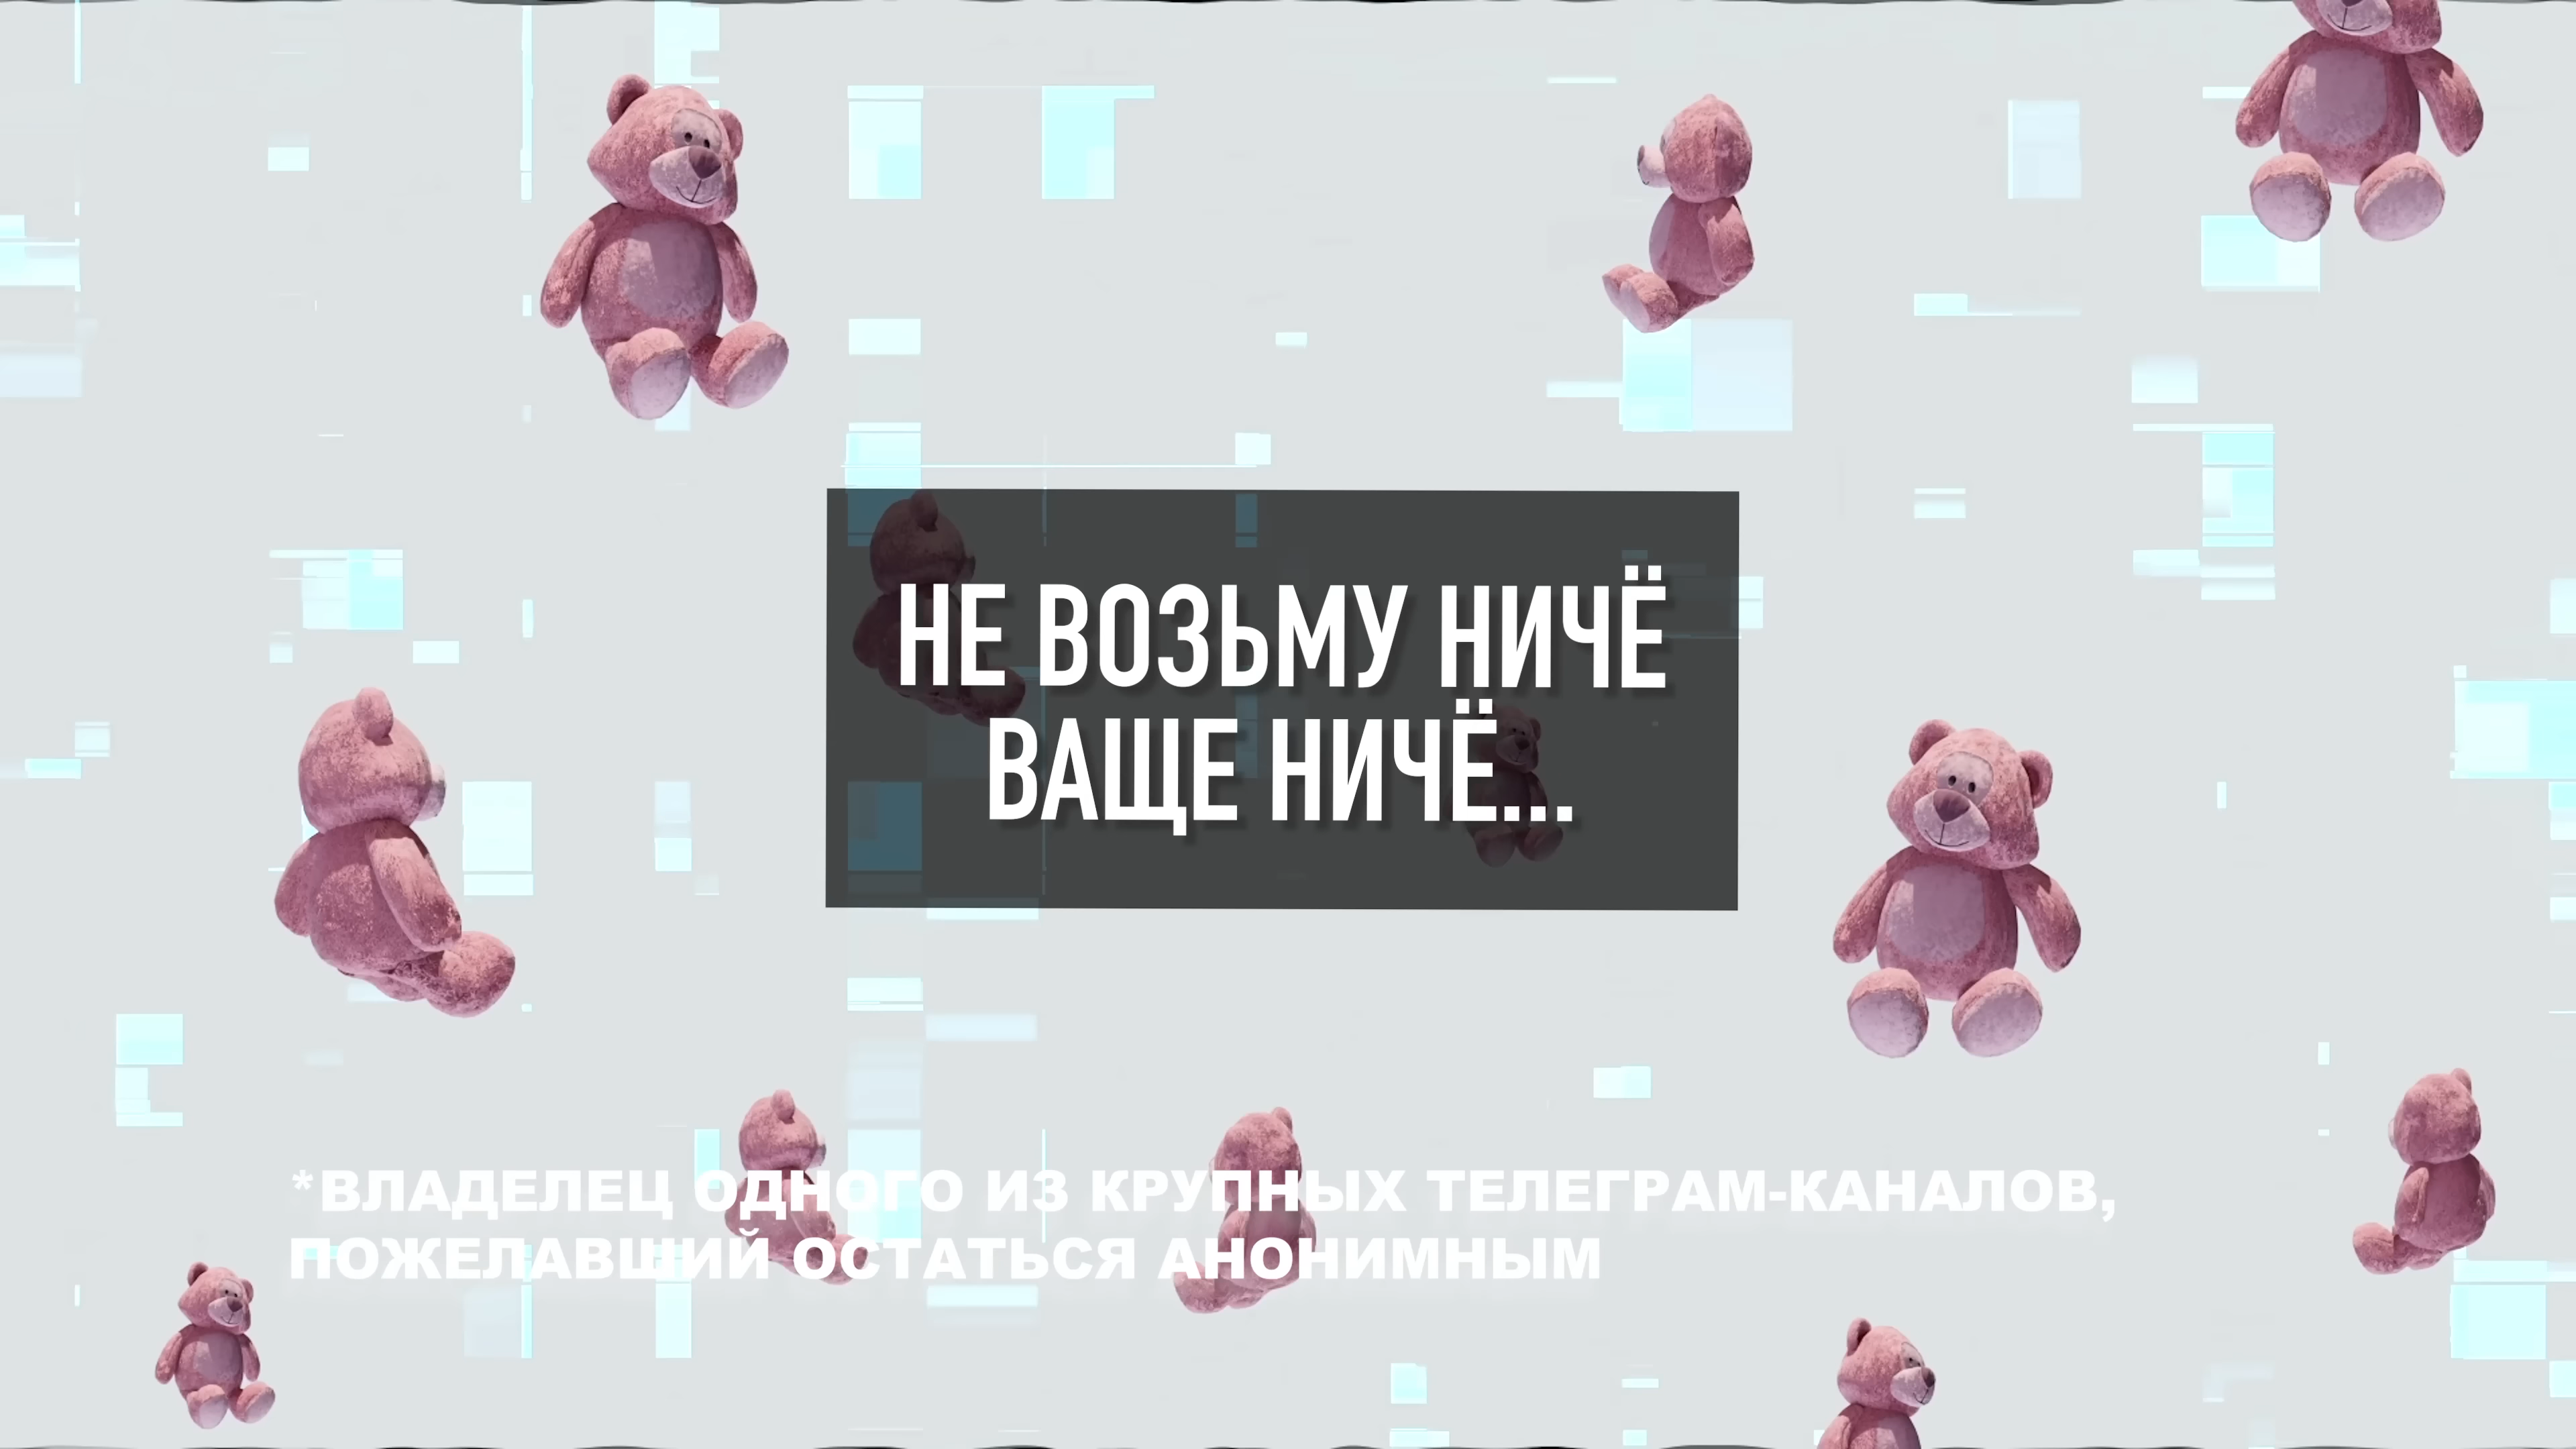 НЕ ВОЗЬМУ НИЧЁ
ВАЩЕ НИЧЁ...
*ВЛАДЕЛЕЦ ОДНОГО ИЗ КРУПНЫХ ТЕЛЕГРАМ-КАНАЛОВ,
ПОЖЕЛАВШИЙ ОСТАТЬСЯ АНОНИМНЫМ